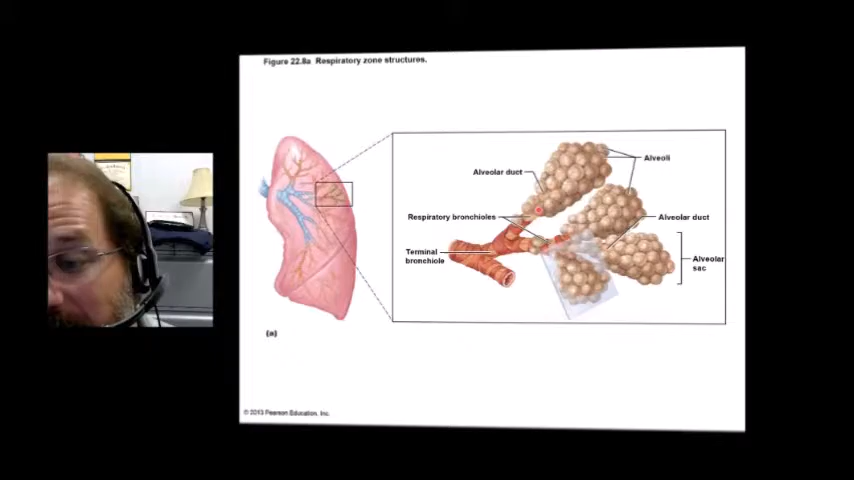 Figure 22.8a Respiratory zone structures.
Alveolar duct
Alveoli
Respiratory bronchioles
Alveolar duct
Terminal
bronchiole
Alveolar
sac
(a)
© 2013 Pearson Education, Inc.